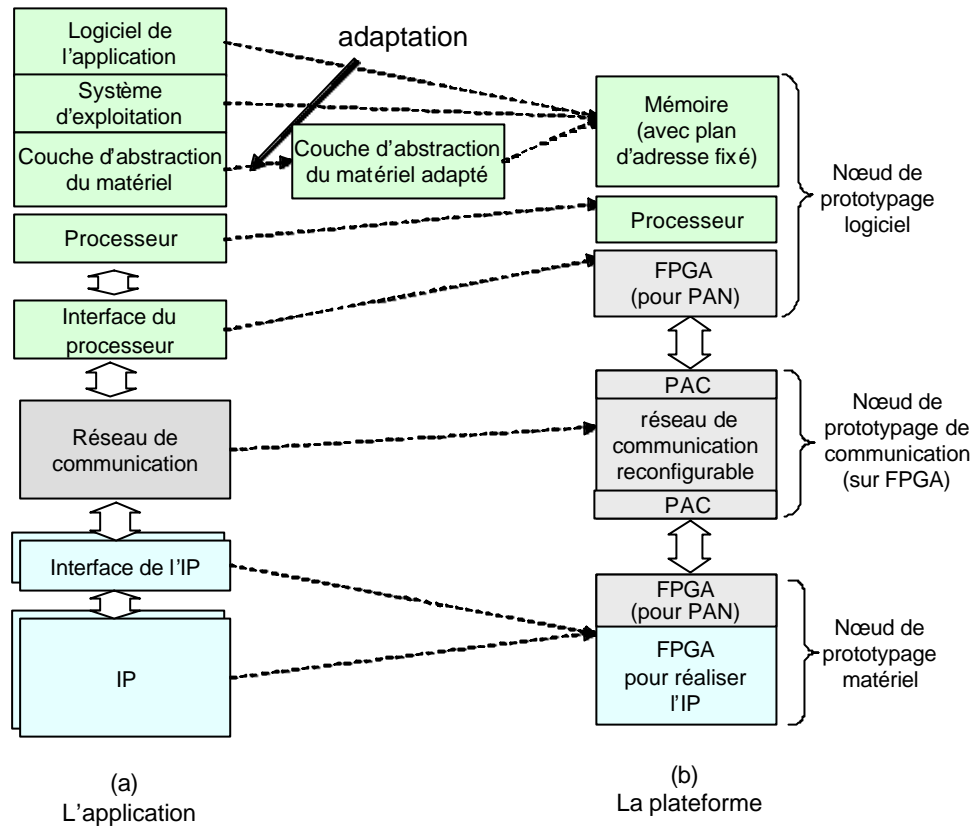 Logiciel de
l'application
Système
d'exploitation
Couche d'abstraction
du matériel
Processeur
Interface du
processeur
Réseau de
communication
Interface de l'IP
IP
(a)
L'application
adaptation
Couche d'abstraction
du matériel adapté
Mémoire
(avec plan
d'adresse fixé)
Processeur
FPGA
(pour PAN)
PAC
réseau de
communication
reconfigurable
PAC
FPGA
(pour PAN)
FPGA
pour réaliser
l'IP
(b)
La plateforme
Nœud de
prototypage
logiciel
Nœud de
prototypage de
communication
(sur FPGA)
Nœud de
prototypage
matériel